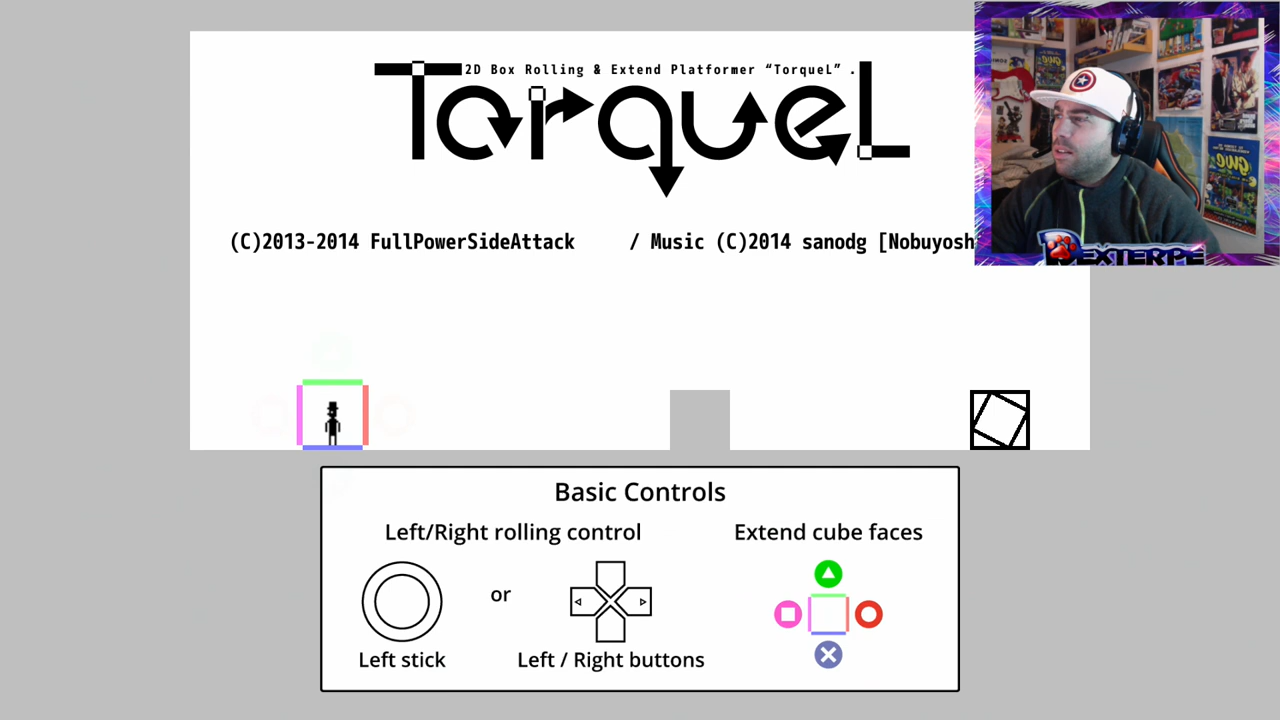 2D Box Rolling & Extend Platformer “TorqueL” .
TorqueL
(C)2013-2014 FullPowerSideAttack / Music (C)2014 sanodg [Nobuyosh
Basic Controls
Left/Right rolling control
Extend cube faces
or
Left stick
Left / Right buttons
DEXTERPE